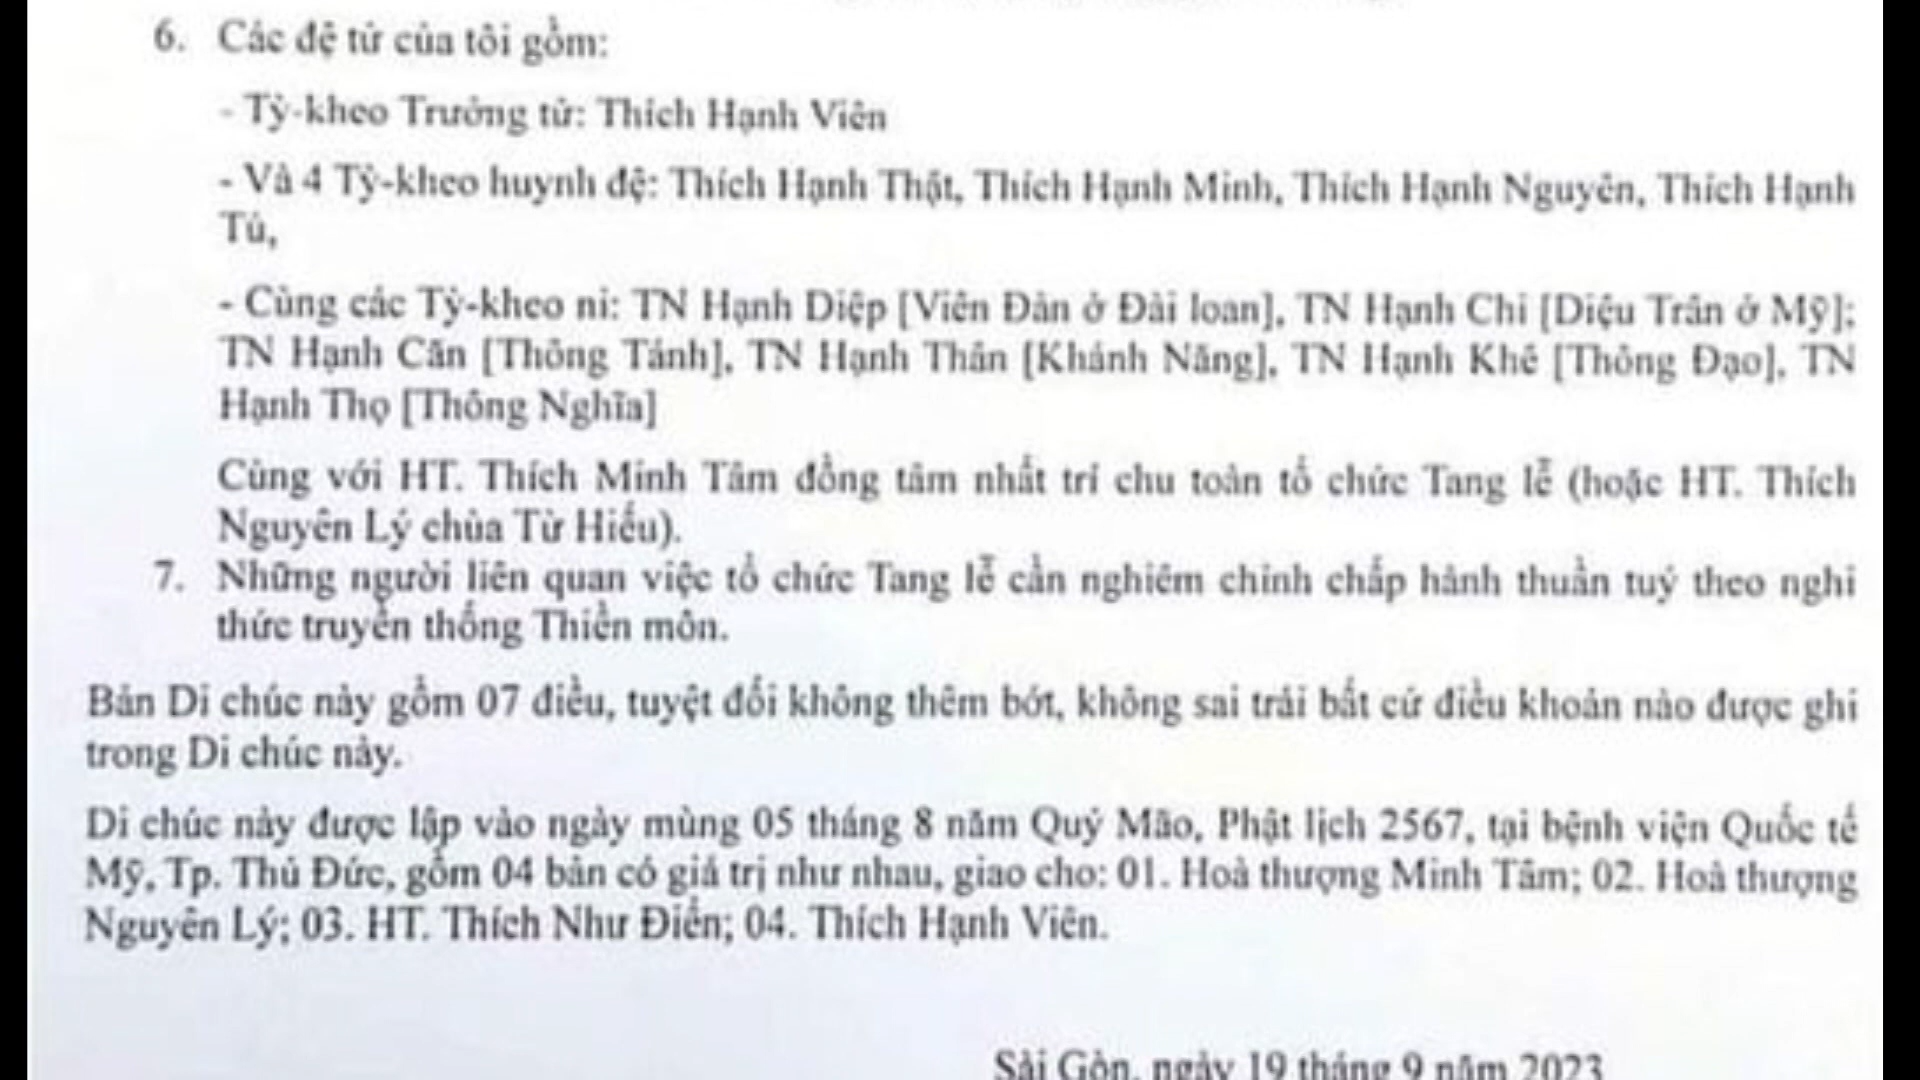 6. Các đệ tử của tôi gồm:
- Tỳ-kheo Trưởng tử: Thích Hạnh Viên
- Và 4 Tỳ-kheo huynh đệ: Thích Hạnh Thật, Thích Hạnh Minh, Thích Hạnh Nguyên, Thích Hạnh
Tú,
- Cùng các Tỳ-kheo ni: TN Hạnh Diệp [Viên Đàn ở Đài loan], TN Hạnh Chi [Diệu Trân ở Mỹ];
TN Hạnh Căn [Thông Tánh], TN Hạnh Thân [Khánh Năng], TN Hạnh Khê [Thông Đạo], TN
Hạnh Thọ [Thông Nghĩa]
Cùng với HT. Thích Minh Tâm đồng tâm nhất trí chu toàn tổ chức Tang lễ (hoặc HT. Thích
Nguyên Lý chùa Từ Hiếu).
7. Những người liên quan việc tổ chức Tang lễ cần nghiêm chỉnh chấp hành thuần tuý theo nghi
thức truyền thống Thiền môn.
Bản Di chúc này gồm 07 điều, tuyệt đối không thêm bớt, không sai trái bất cứ điều khoản nào được ghi
trong Di chúc này.
Di chúc này được lập vào ngày mùng 05 tháng 8 năm Quý Mão, Phật lịch 2567, tại bệnh viện Quốc tế
Mỹ, Tp. Thủ Đức, gồm 04 bản có giá trị như nhau, giao cho: 01. Hoà thượng Minh Tâm; 02. Hoà thượng
Nguyên Lý; 03. HT. Thích Như Điển; 04. Thích Hạnh Viên.
Sài Gòn, ngày 19 tháng 9 năm 2023